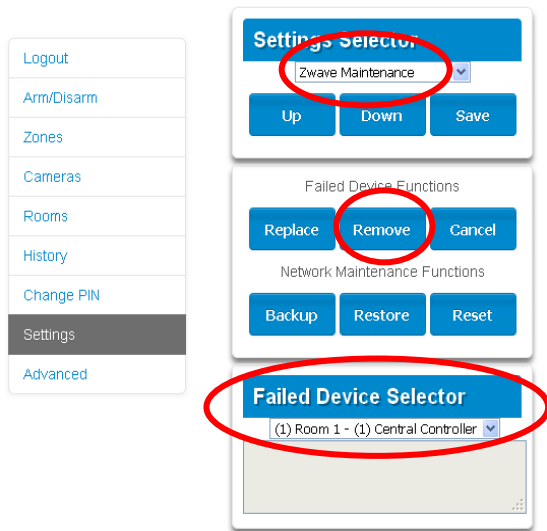 Logout
Arm/Disarm
Zones
Cameras
Rooms
History
Change PIN
Settings
Advanced
Settings Selector
Zwave Maintenance
Up Down Save
Failed Device Functions
Replace Remove Cancel
Network Maintenance Functions
Backup Restore Reset
Failed Device Selector
(1) Room 1 - (1) Central Controller